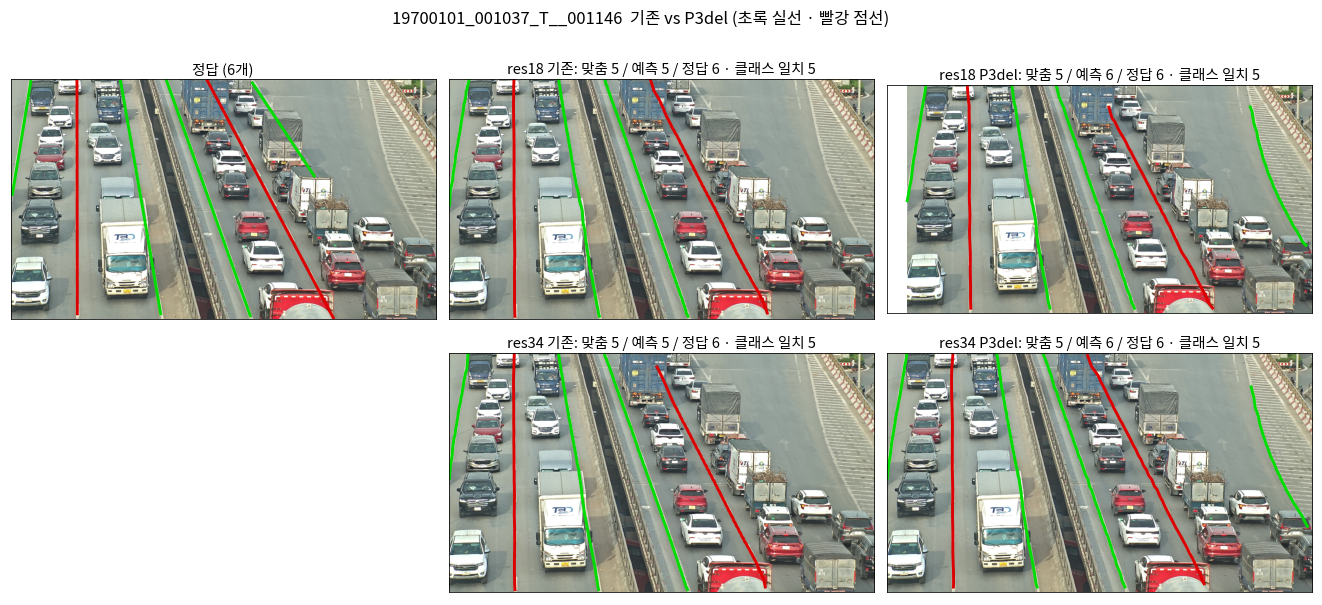 19700101_001037_T__001146 기존 vs P3del (초록 실선 · 빨강 점선)
정답 (6개)
res18 기존: 맞춤 5 / 예측 5 / 정답 6 · 클래스 일치 5
res18 P3del: 맞춤 5 / 예측 6 / 정답 6 · 클래스 일치 5
res34 기존: 맞춤 5 / 예측 5 / 정답 6 · 클래스 일치 5
res34 P3del: 맞춤 5 / 예측 6 / 정답 6 · 클래스 일치 5